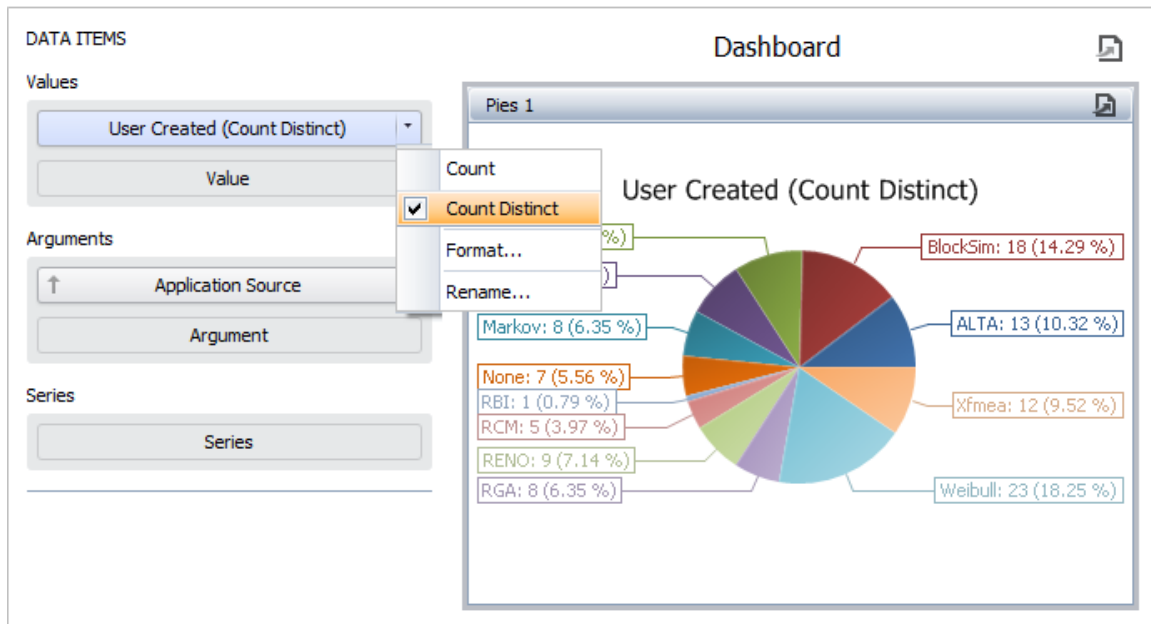 DATA ITEMS
Values
User Created (Count Distinct)
Value
Arguments
Application Source
Argument
Series
Series
Count
Count Distinct
Format...
Rename...
Dashboard
Pies 1
User Created (Count Distinct)
%)
)
Markov: 8 (6.35 %)
None: 7 (5.56 %)
RBI: 1 (0.79 %)
RCM: 5 (3.97 %)
RENO: 9 (7.14 %)
RGA: 8 (6.35 %)
BlockSim: 18 (14.29 %)
ALTA: 13 (10.32 %)
Xfmea: 12 (9.52 %)
Weibull: 23 (18.25 %)